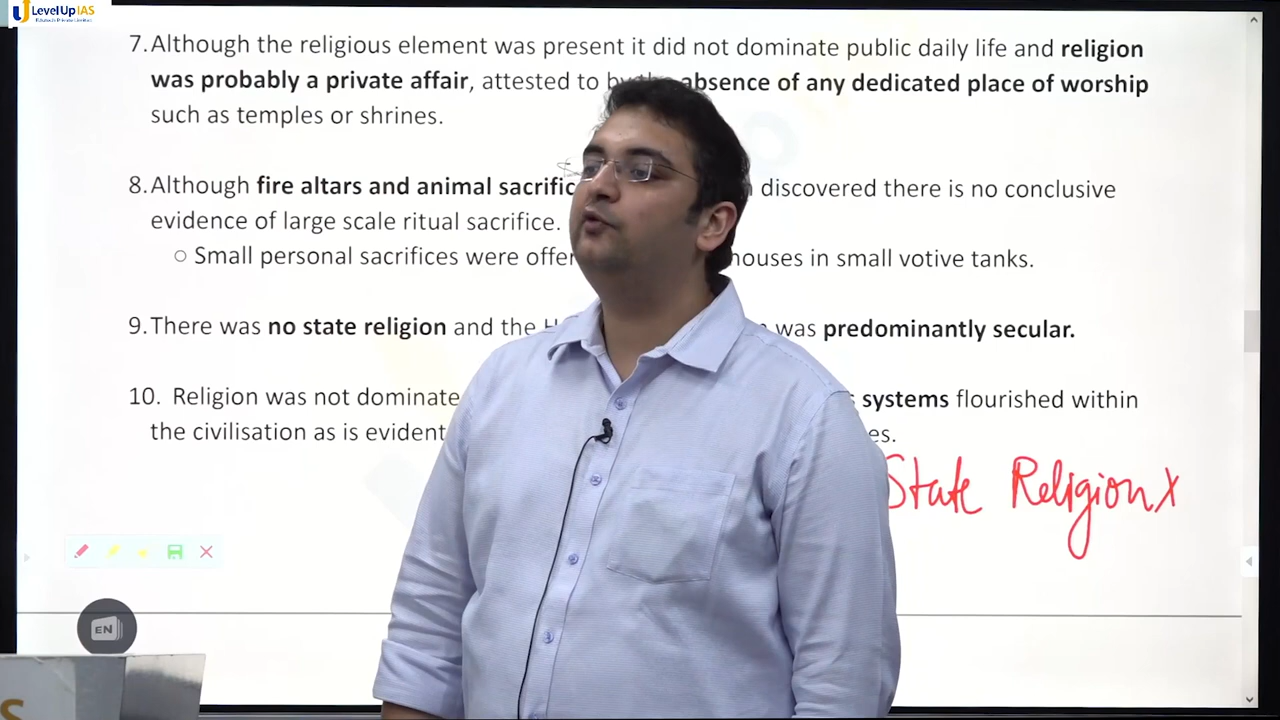 LevelUp IAS
7. Although the religious element was present it did not dominate public daily life and religion
was probably a private affair, attested to by the absence of any dedicated place of worship
such as temples or shrines.
8. Although fire altars and animal sacrific discovered there is no conclusive
evidence of large scale ritual sacrifice.
○ Small personal sacrifices were offer houses in small votive tanks.
9. There was no state religion and the was predominantly secular.
10. Religion was not dominate systems flourished within
the civilisation as is evident es.
State Religion X
EN
S